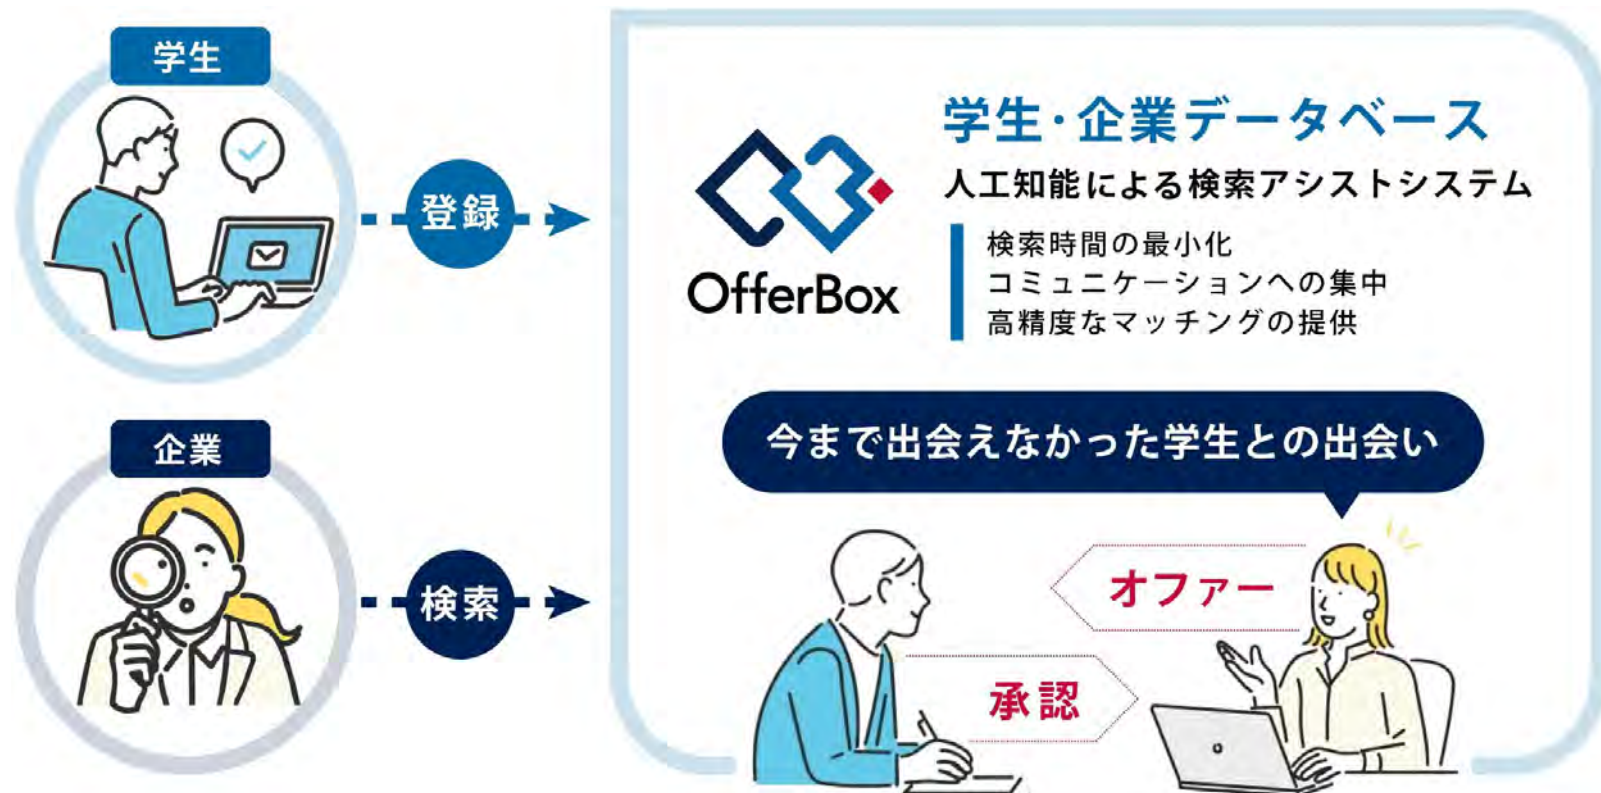 学生
登録
企業
検索
OfferBox
学生・企業データベース
人工知能による検索アシストシステム
検索時間の最小化
コミュニケーションへの集中
高精度なマッチングの提供
今まで出会えなかった学生との出会い
オファー
承認